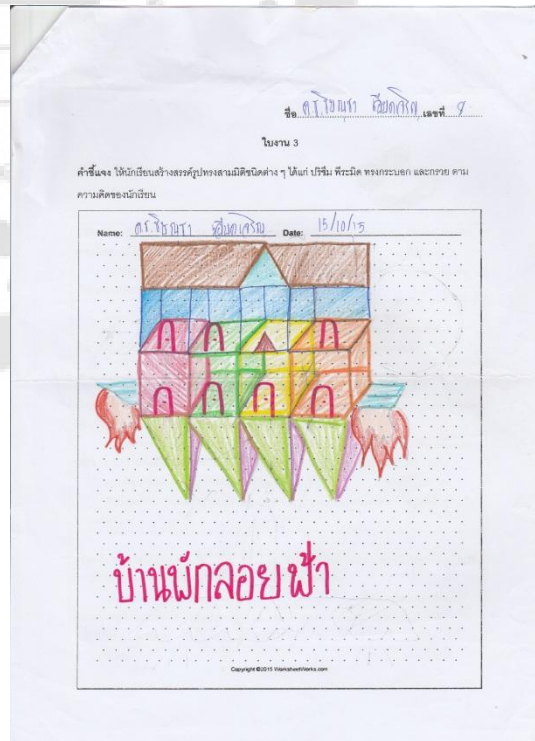 ชื่อ ด.ช. เลขที่ 9
ใบงาน 3
คำชี้แจง ให้นักเรียนสร้างสรรค์รูปทรงสามมิติชนิดต่าง ๆ ได้แก่ ปริซึม พีระมิด ทรงกระบอก และกรวย ตาม
ความคิดของนักเรียน
Name: Date: 15/10/15
บ้านพักลอยฟ้า
Copyright ©2015 WorksheetWorks.com